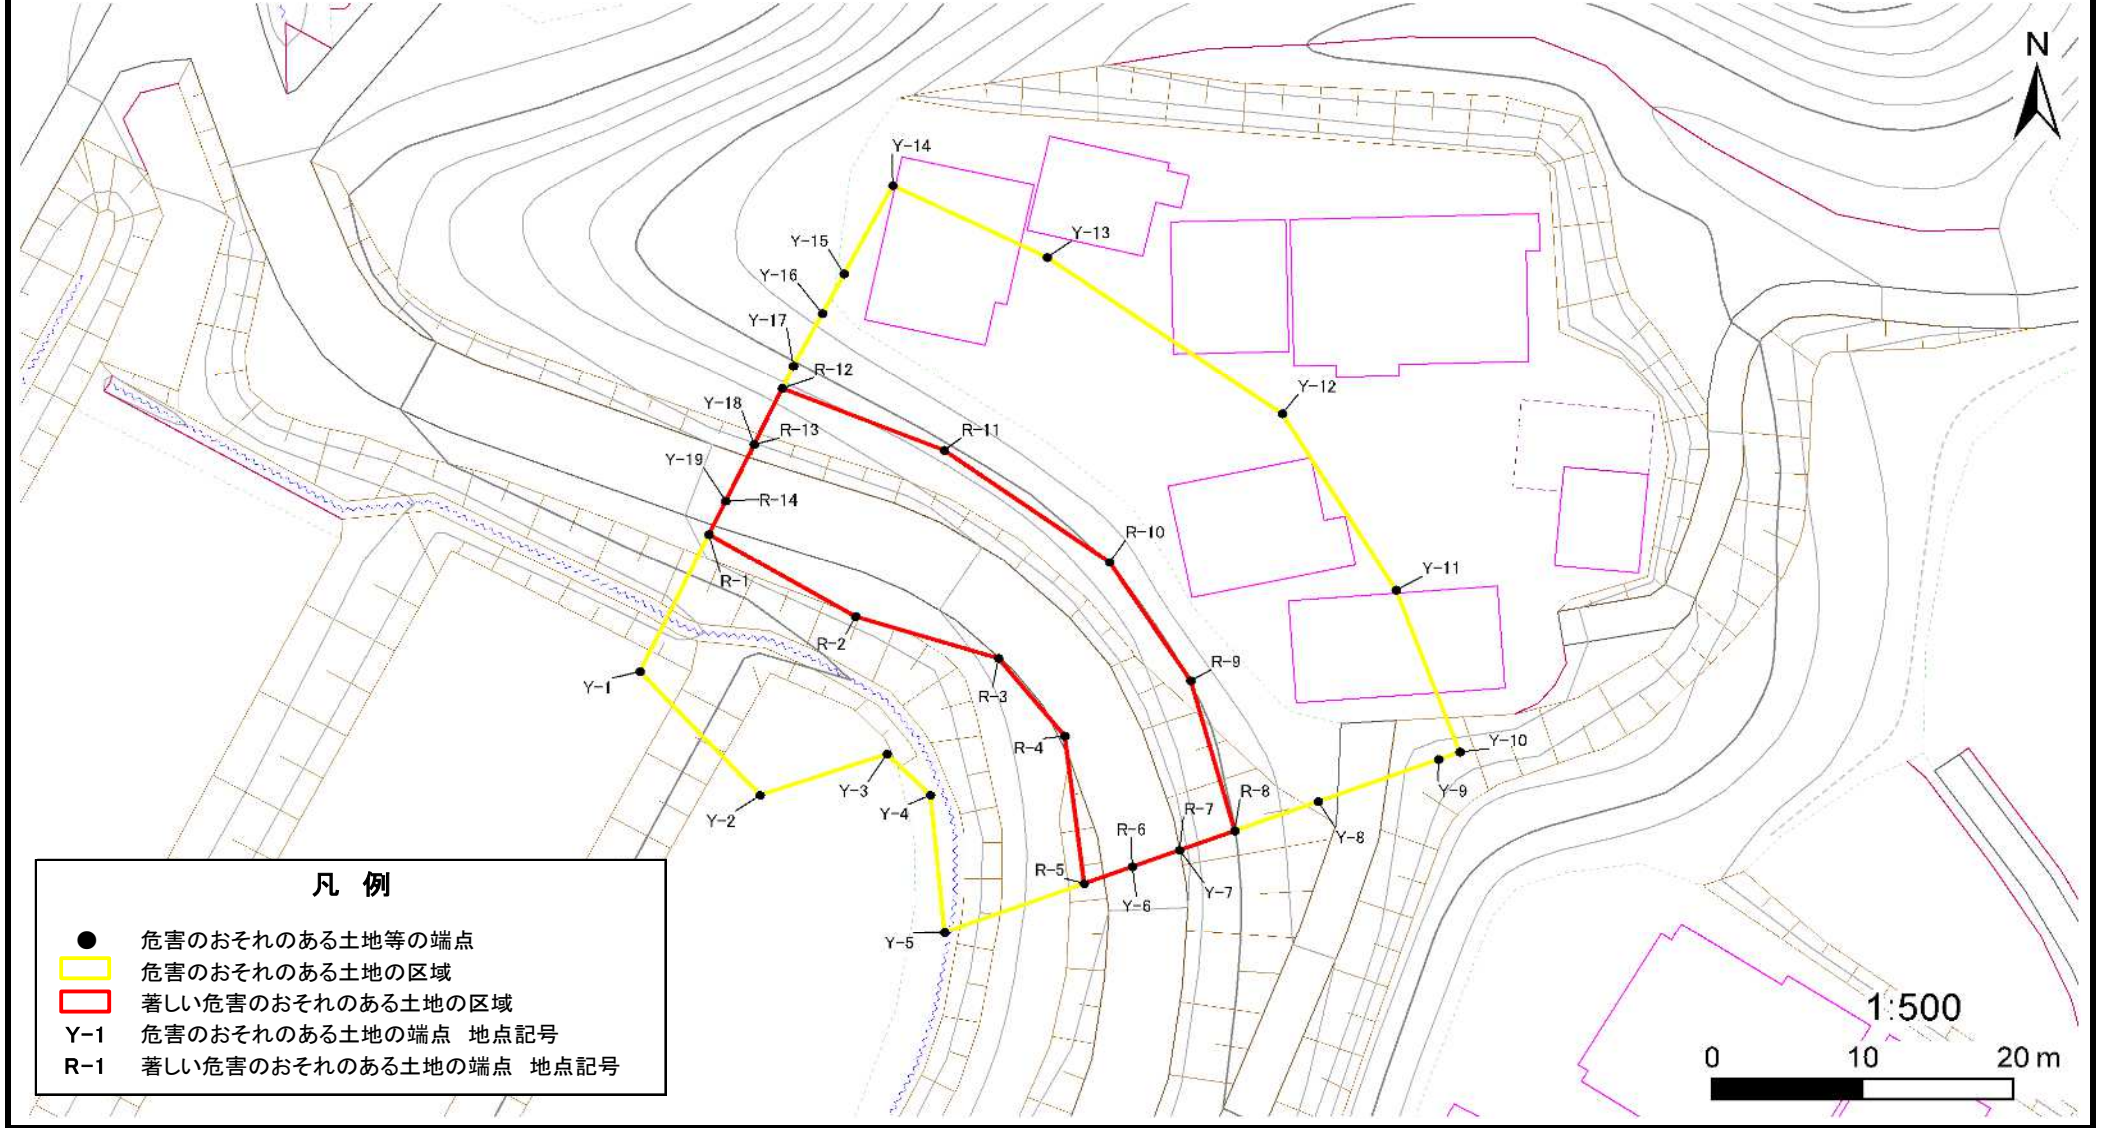 N
Y-14
Y-13
Y-15
Y-16
Y-17
R-12
Y-12
Y-18
R-13
R-11
Y-19
R-14
R-10
R-1
Y-11
R-2
R-9
Y-1
R-3
R-4
Y-10
Y-3
Y-9
Y-2
Y-4
R-8
R-7
Y-8
R-6
R-5
Y-7
Y-6
Y-5
凡 例
危害のおそれのある土地等の端点
危害のおそれのある土地の区域
著しい危害のおそれのある土地の区域
Y-1 危害のおそれのある土地の端点 地点記号
R-1 著しい危害のおそれのある土地の端点 地点記号
1:500
0 10 20 m